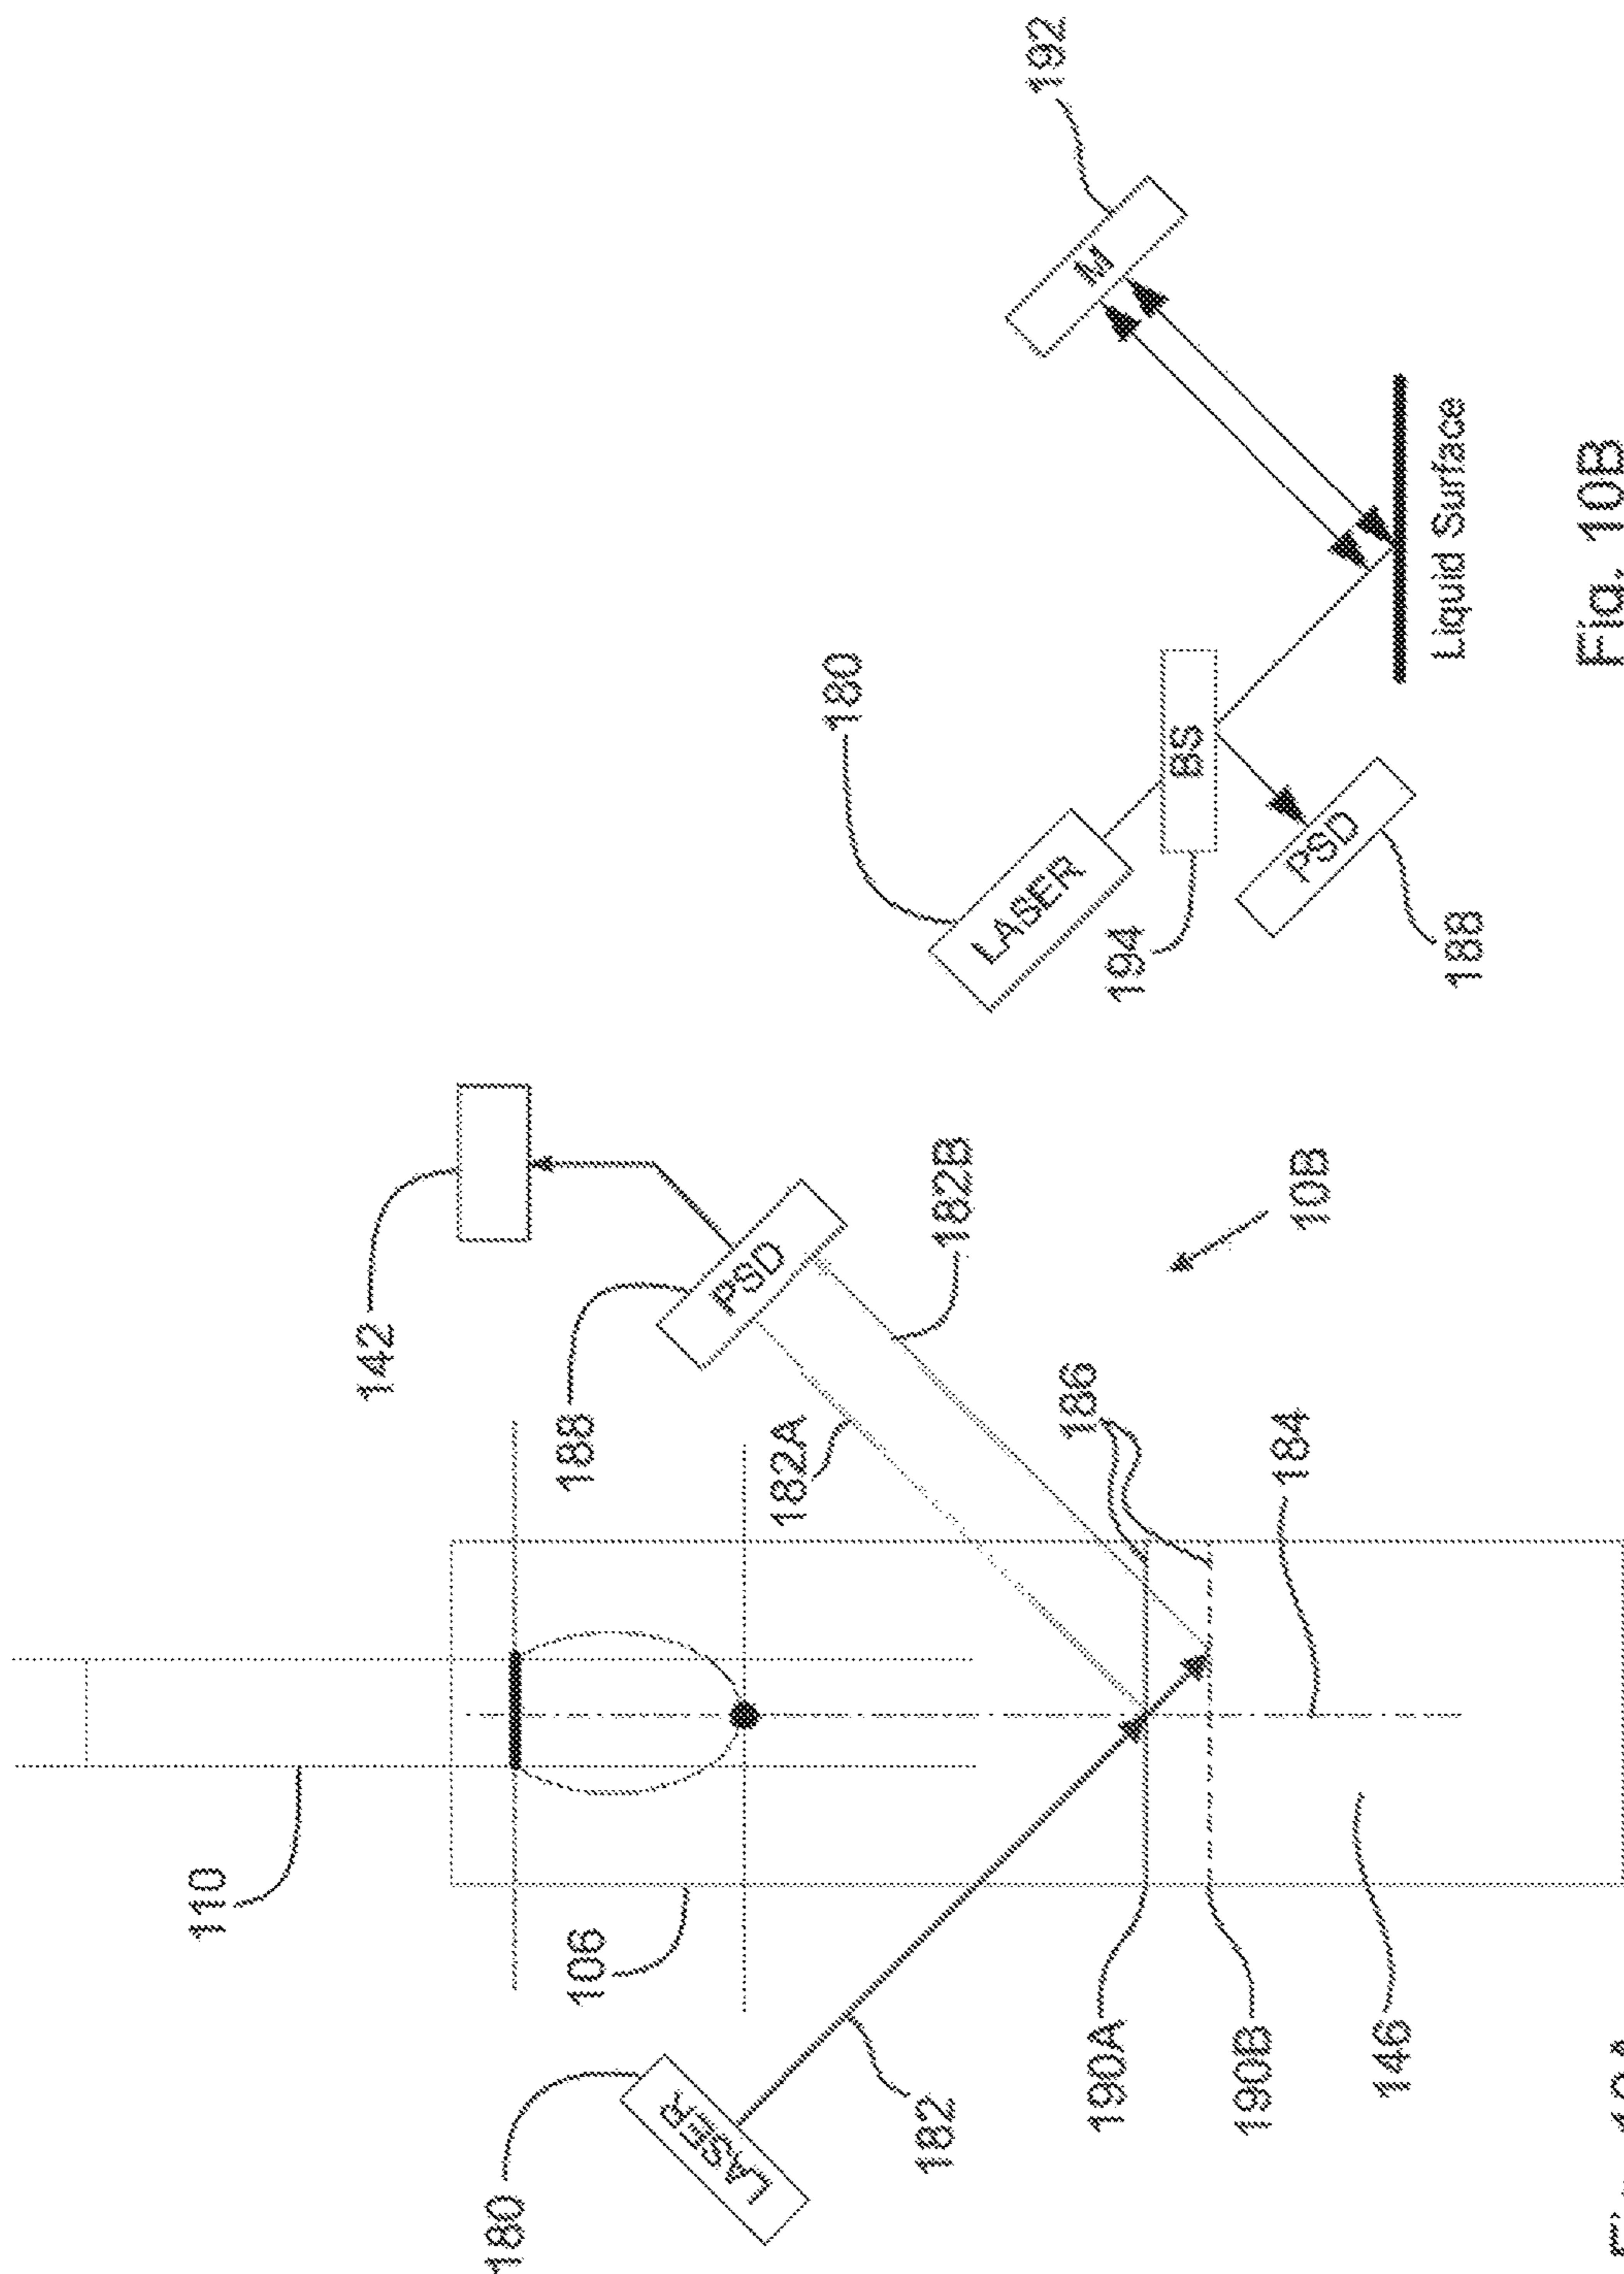 110
142
106
188
180
LASER
PSD
182A
182B
182
186
190A
190B
184
146
10B
192
M
180
LASER
BS
194
PSD
188
Liquid Surface
Fig. 10B